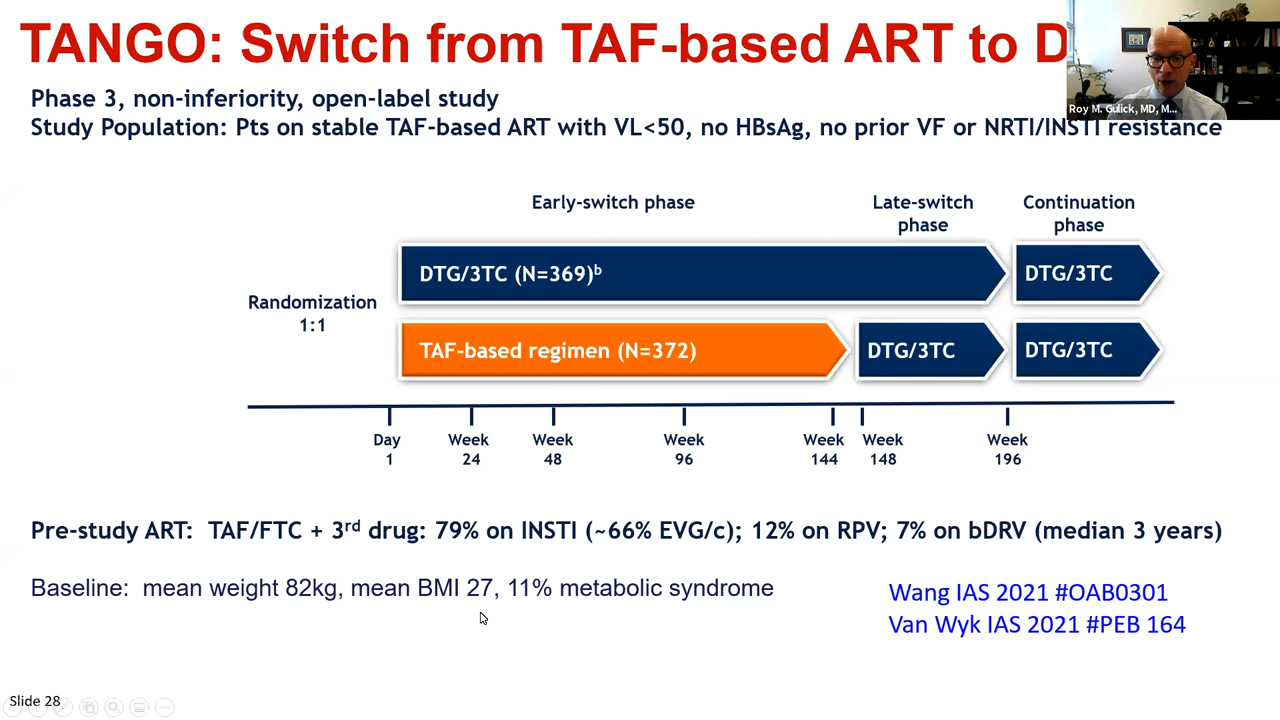 TANGO: Switch from TAF-based ART to D
Roy M. Gulick, MD, M...
Phase 3, non-inferiority, open-label study
Study Population: Pts on stable TAF-based ART with VL<50, no HBsAg, no prior VF or NRTI/INSTI resistance
Early-switch phase
Late-switch
phase
Continuation
phase
Randomization
1:1
DTG/3TC (N=369)ᵇ
DTG/3TC
TAF-based regimen (N=372)
DTG/3TC
DTG/3TC
Day
1
Week
24
Week
48
Week
96
Week
144
Week
148
Week
196
Pre-study ART: TAF/FTC + 3ʳᵈ drug: 79% on INSTI (~66% EVG/c); 12% on RPV; 7% on bDRV (median 3 years)
Baseline: mean weight 82kg, mean BMI 27, 11% metabolic syndrome
Wang IAS 2021 #OAB0301
Van Wyk IAS 2021 #PEB 164
Slide 28